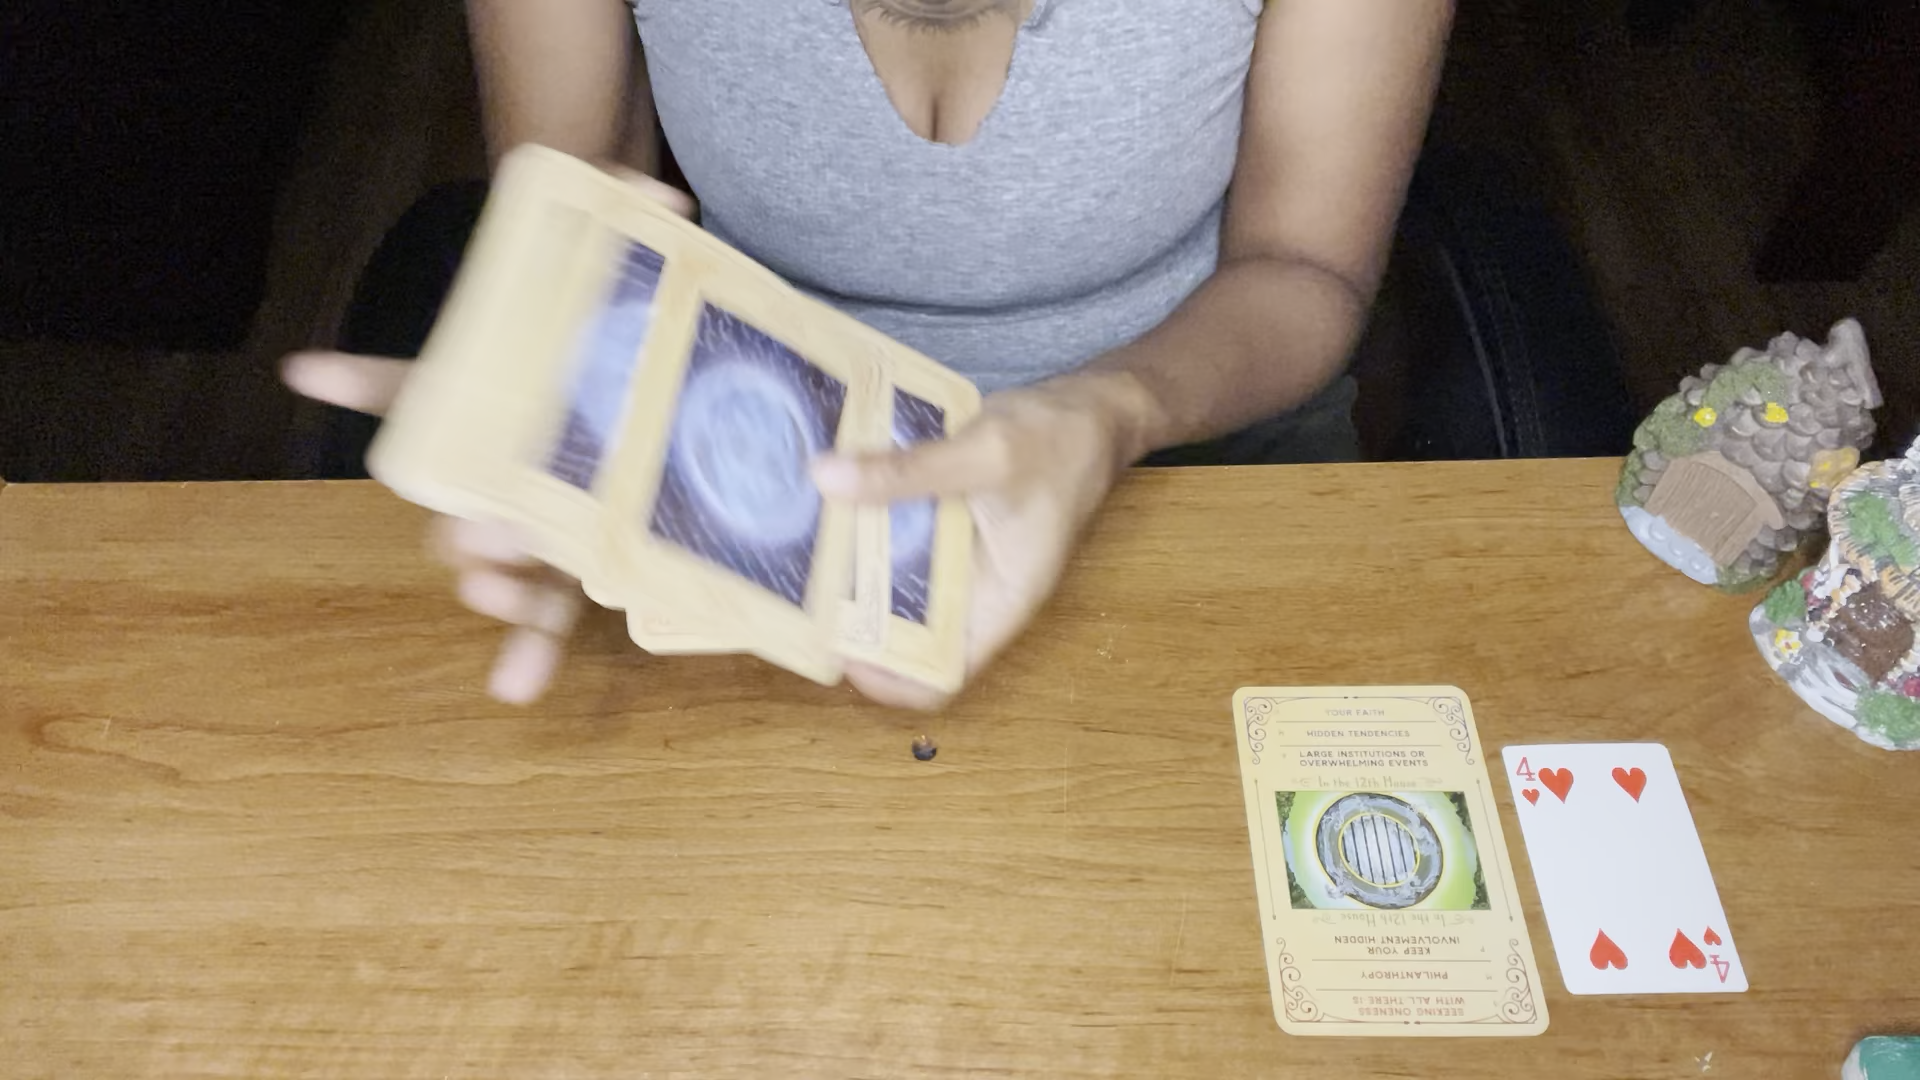 YOUR FAITH
HIDDEN TENDENCIES
LARGE INSTITUTIONS OR
OVERWHELMING EVENTS
In the 12th House
In the 12th House
KEEP YOUR
INVOLVEMENT HIDDEN
PHILANTHROPY
SEEKING ONENESS
WITH ALL THERE IS
4
4